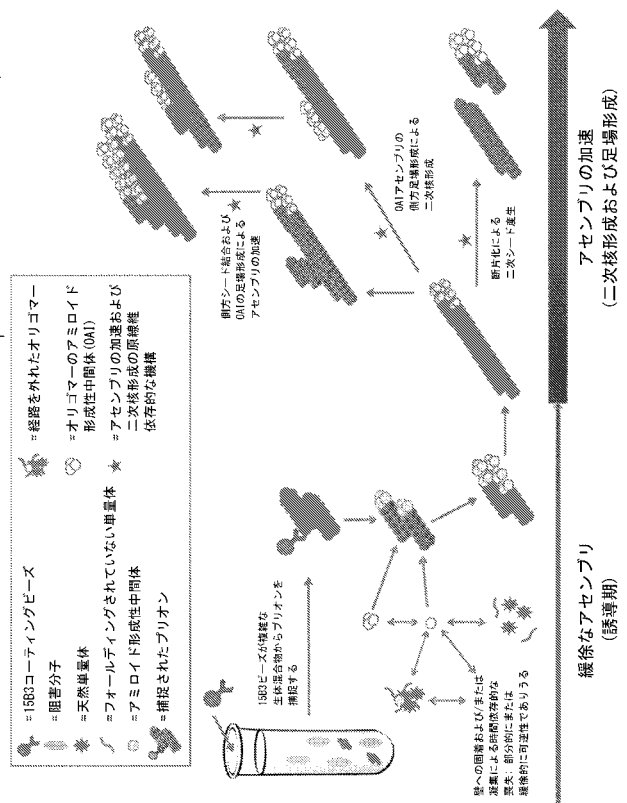 =15B3コーティングビーズ
=阻害分子
=天然単量体
=フォールディングされていない単量体
=アミロイド形成性中間体
=捕捉されたプリオン
=経路を外れたオリゴマー
=オリゴマーのアミロイド
形成性中間体(OAI)
=アセンブリの加速および
二次核形成の原線維
依存的な機構
15B3ビーズが複雑な
生体混合物からプリオンを
捕捉する
壁への固着および/または
凝集による時間依存的な
喪失: 部分的にまたは
緩徐的に可逆性でありうる
側方シード結合および
OAIの足場形成による
アセンブリの加速
OAIアセンブリの
側方足場形成による
二次核形成
断片化による
二次シード産生
緩徐なアセンブリ
(誘導期)
アセンブリの加速
(二次核形成および足場形成)